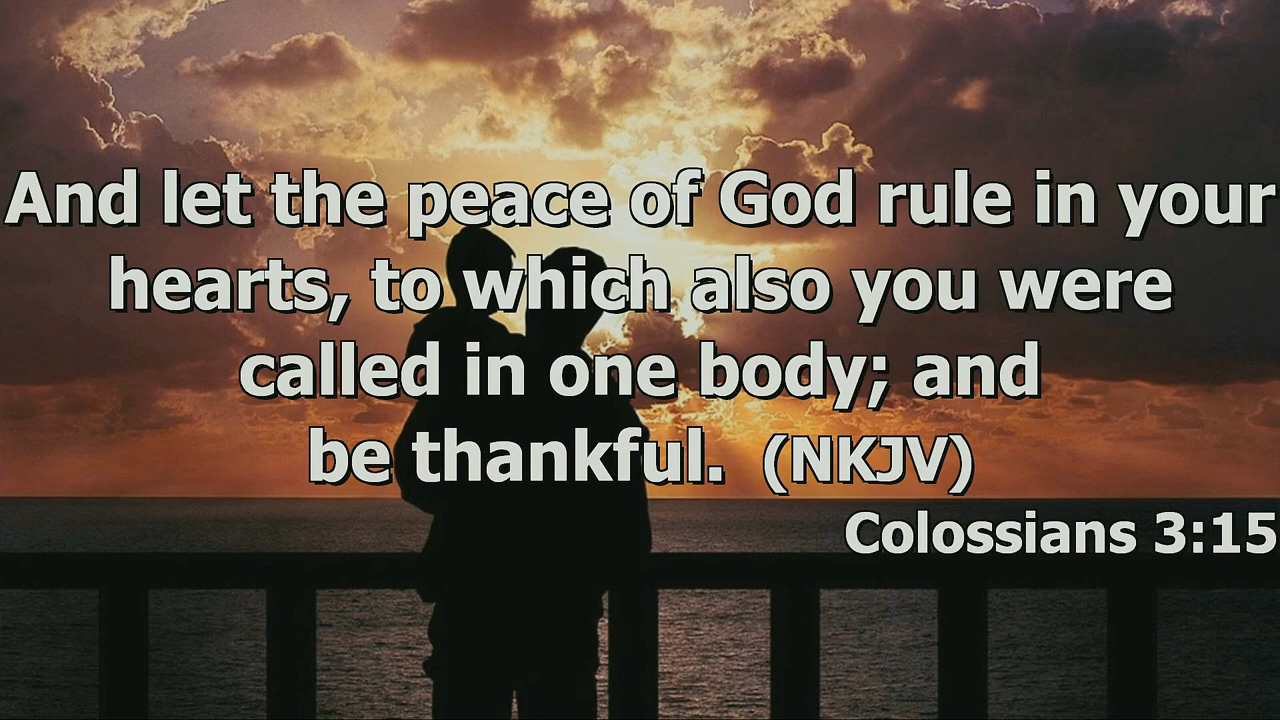 And let the peace of God rule in your
hearts, to which also you were
called in one body; and
be thankful. (NKJV)
Colossians 3:15